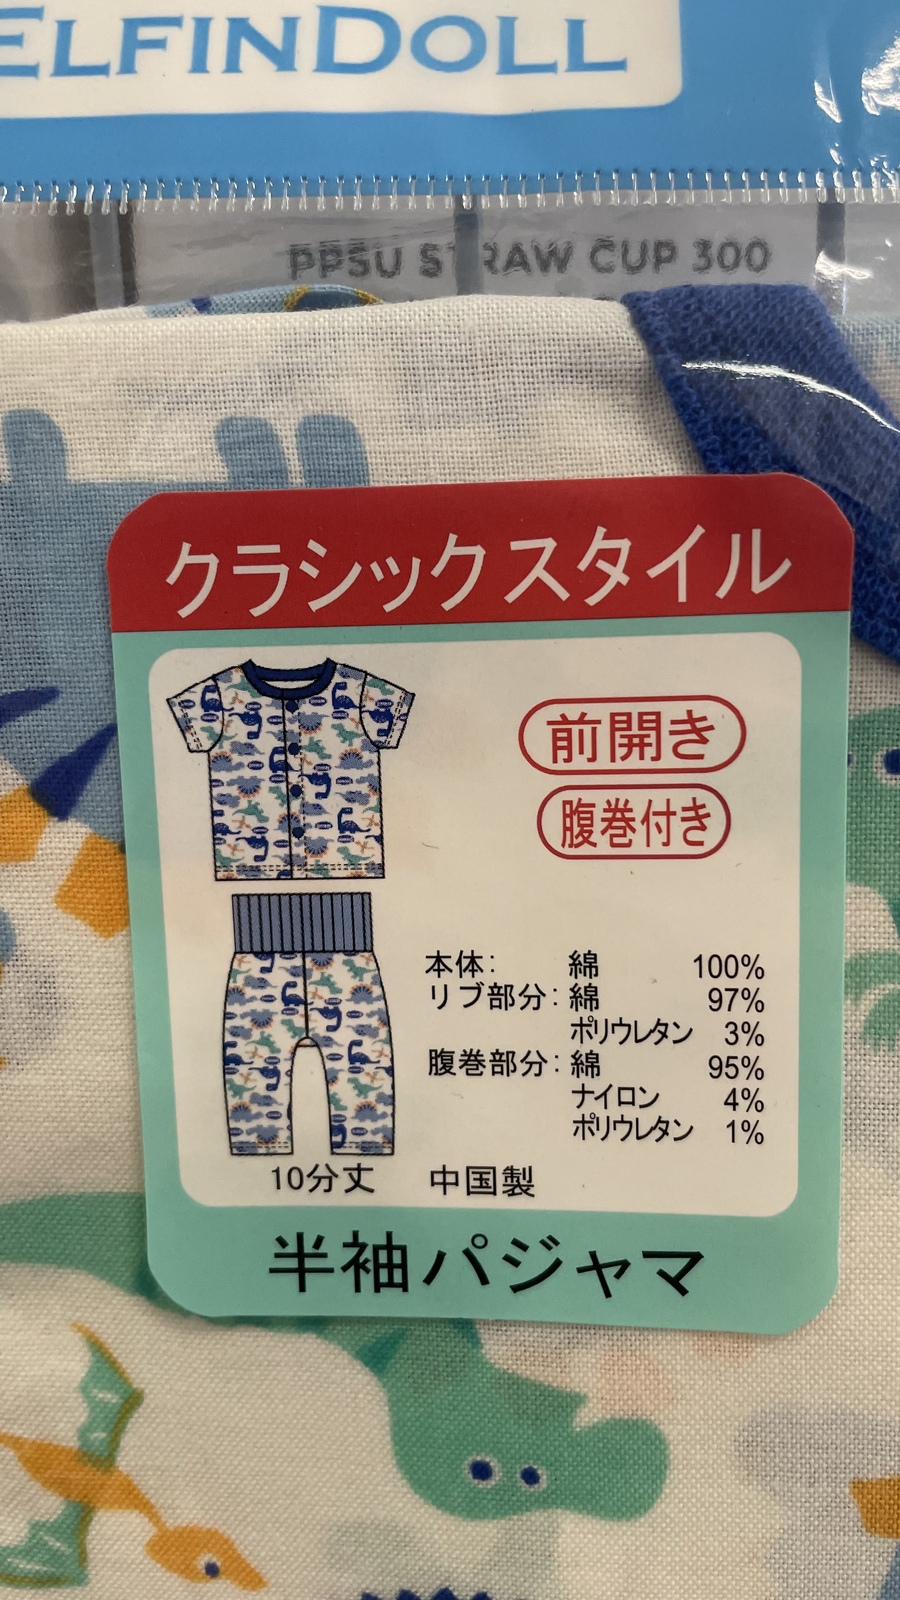 ELFINDOLL
PPSU STRAW CUP 300
クラシックスタイル
前開き
腹巻付き
本体: 綿 100%
リブ部分: 綿 97%
ポリウレタン 3%
腹巻部分: 綿 95%
ナイロン 4%
ポリウレタン 1%
10分丈 中国製
半袖パジャマ